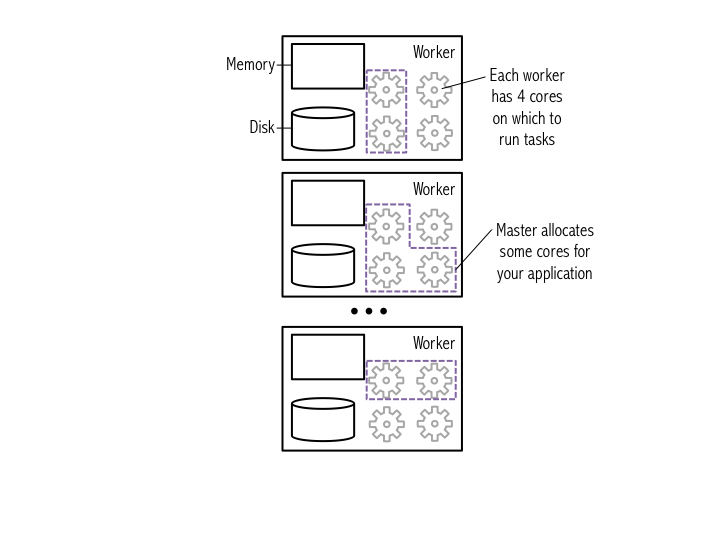 Worker
Memory
Each worker
has 4 cores
on which to
run tasks
Disk
Worker
Master allocates
some cores for
your application
Worker